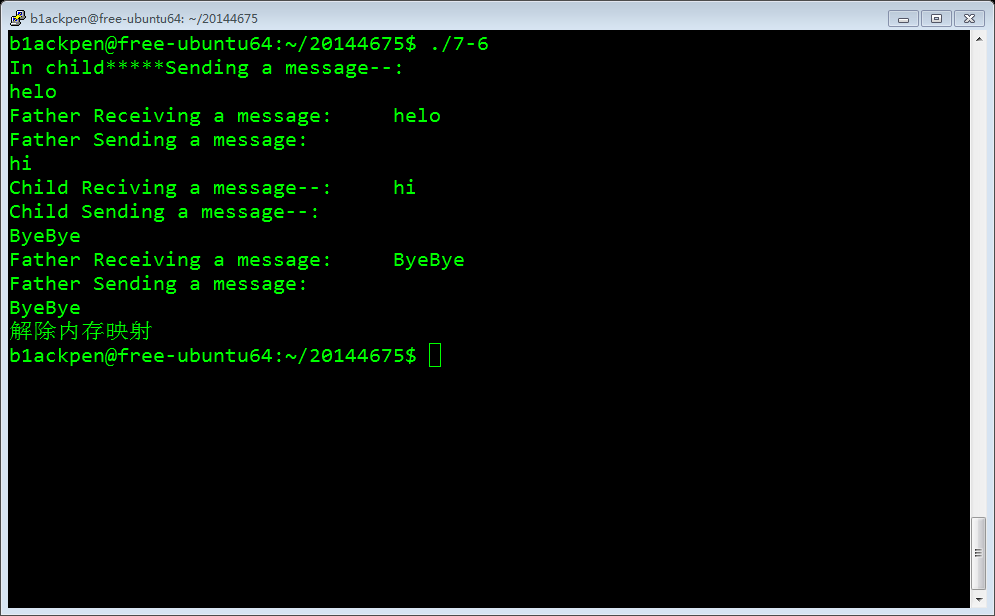 b1ackpen@free-ubuntu64: ~/20144675
b1ackpen@free-ubuntu64:~/20144675$ ./7-6
In child*****Sending a message--:
helo
Father Receiving a message:     helo
Father Sending a message:
hi
Child Reciving a message--:     hi
Child Sending a message--:
ByeBye
Father Receiving a message:     ByeBye
Father Sending a message:
ByeBye
解除内存映射
b1ackpen@free-ubuntu64:~/20144675$